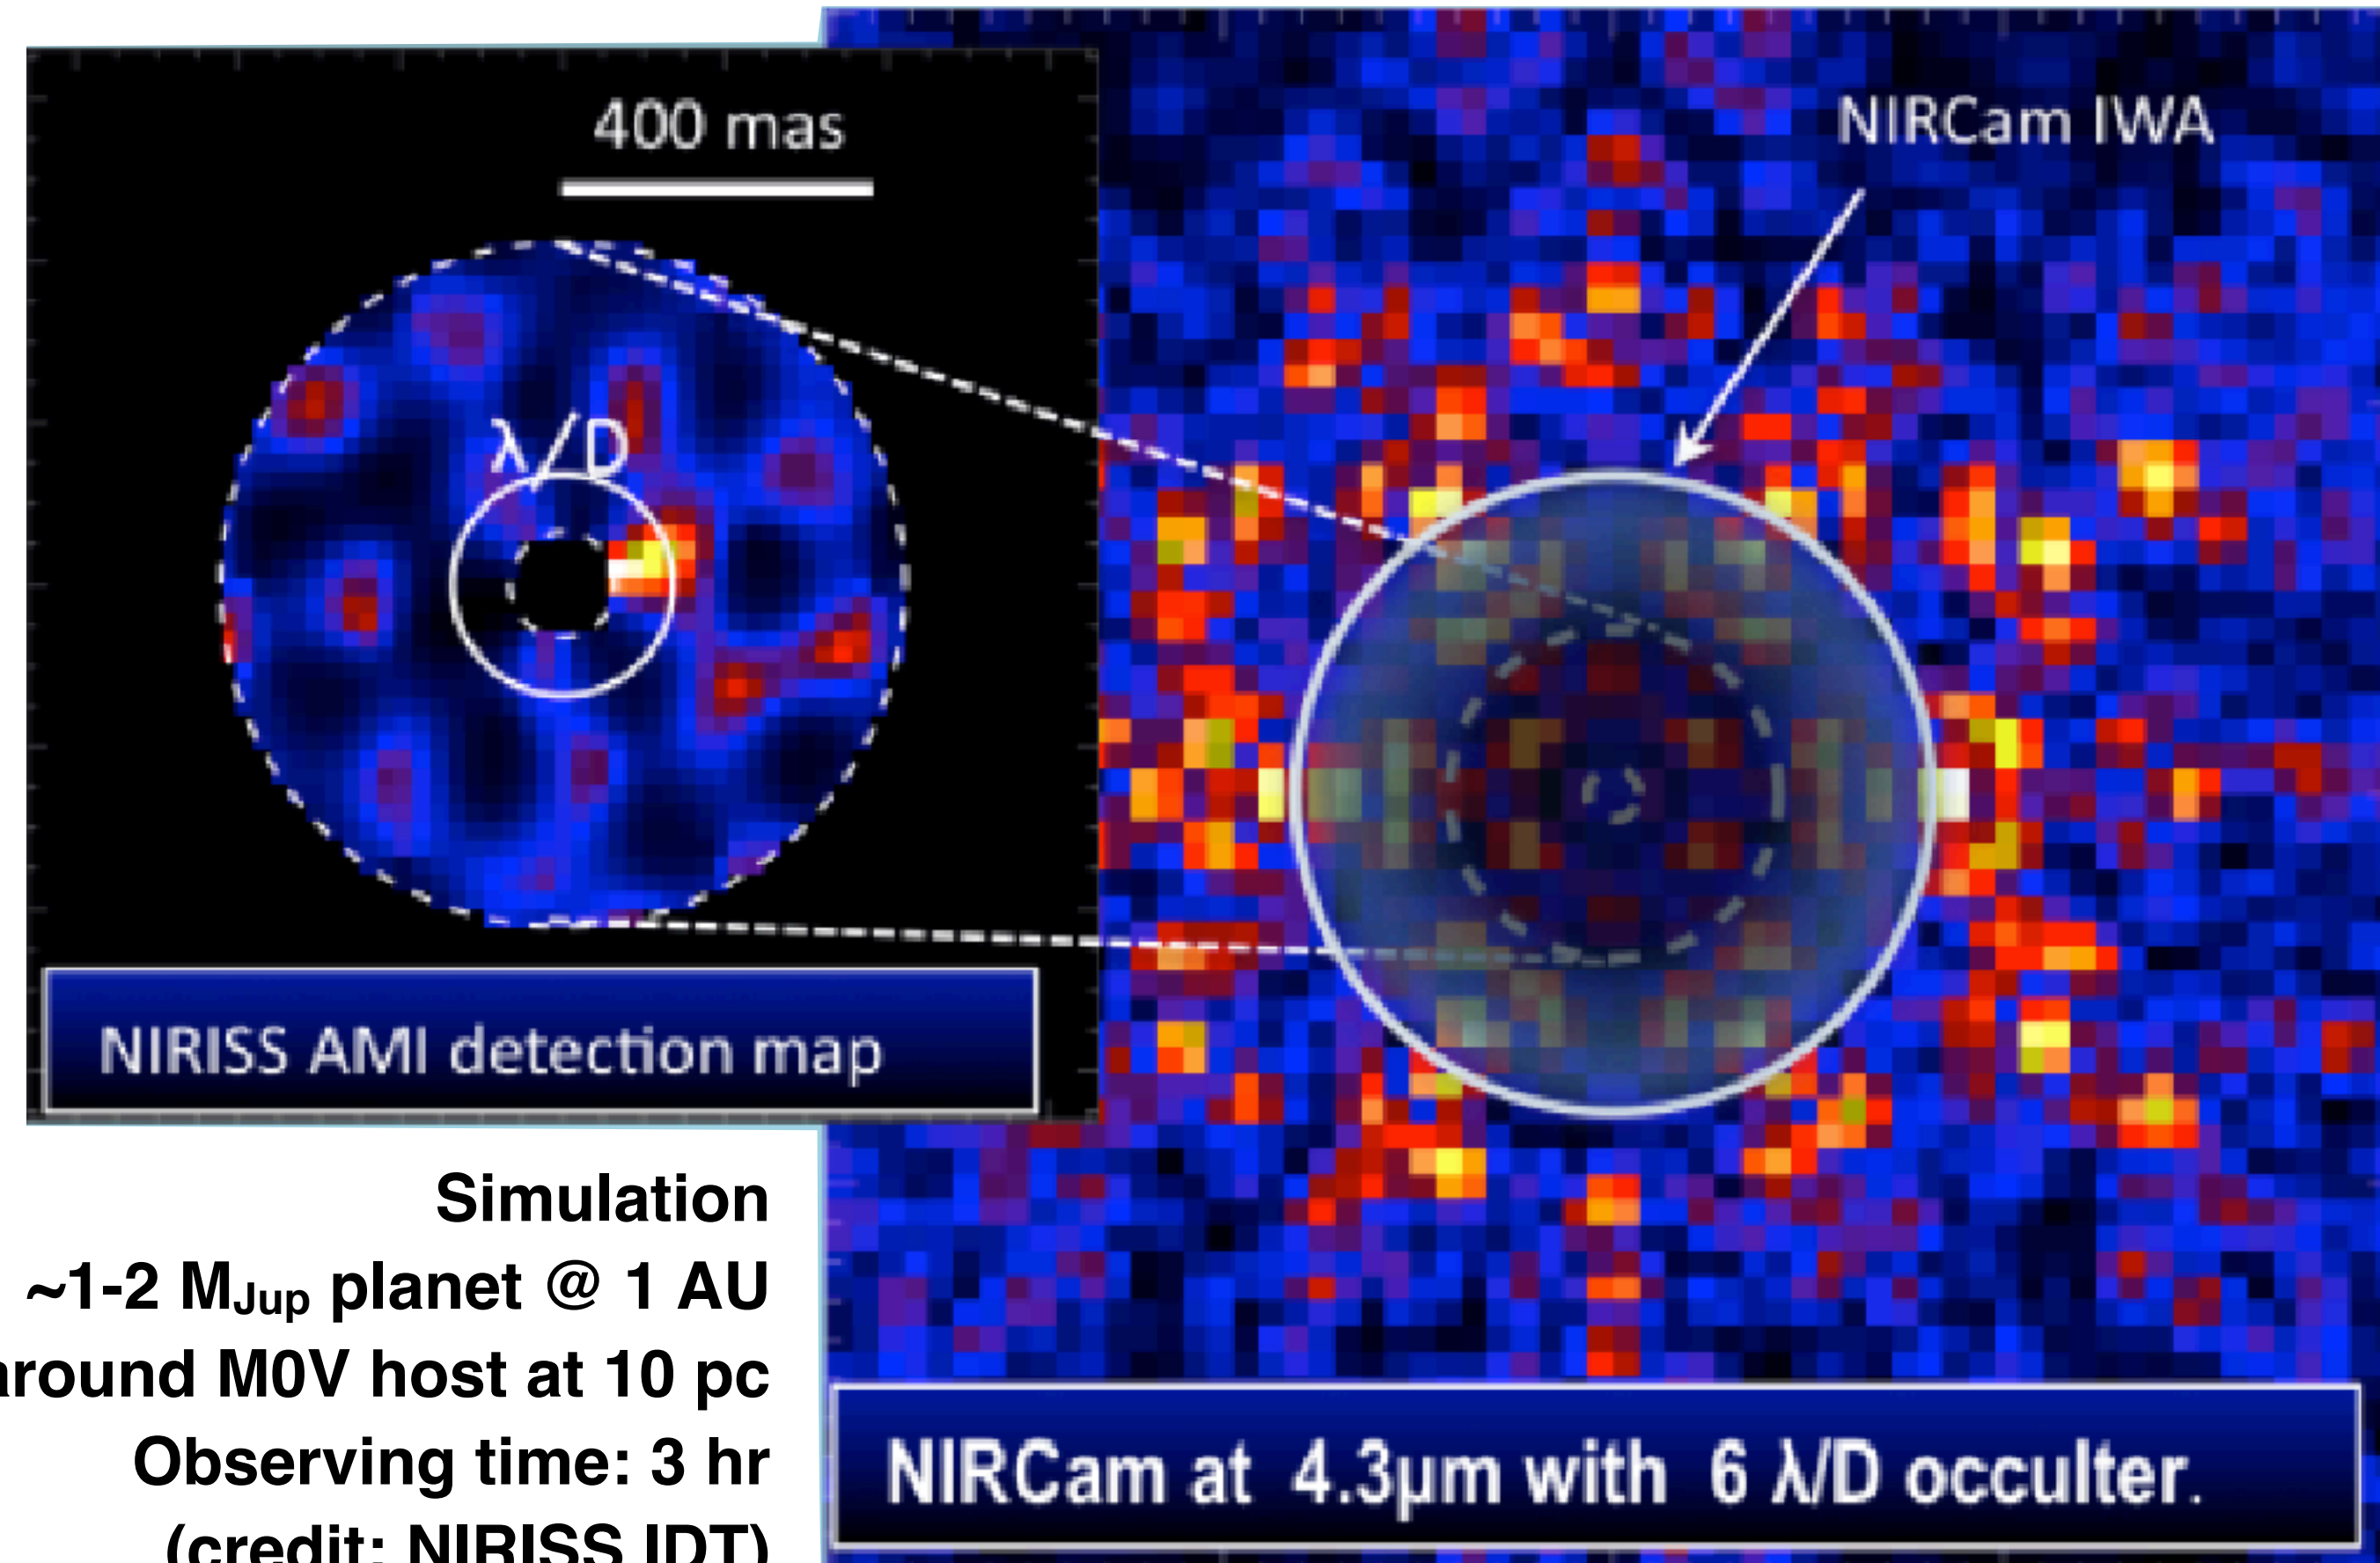 400 mas
NIRCam IWA
λ/D
NIRISS AMI detection map
Simulation
~1-2 MJup planet @ 1 AU
around M0V host at 10 pc
Observing time: 3 hr
(credit: NIRISS IDT)
NIRCam at 4.3µm with 6 λ/D occulter.